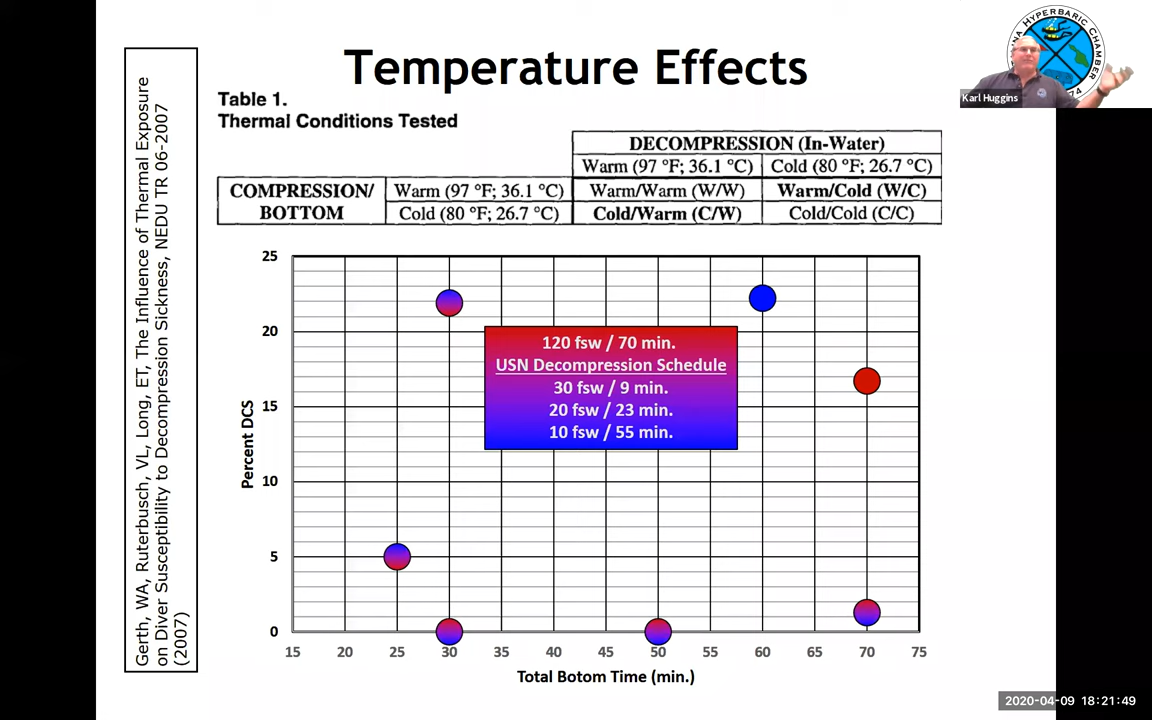 Temperature Effects
Table 1.
Thermal Conditions Tested
DECOMPRESSION (In-Water)
Warm (97 °F; 36.1 °C) Cold (80 °F; 26.7 °C)
COMPRESSION/ BOTTOM
Warm (97 °F; 36.1 °C) Warm/Warm (W/W) Warm/Cold (W/C)
Cold (80 °F; 26.7 °C) Cold/Warm (C/W) Cold/Cold (C/C)
Gerth, WA, Ruterbusch, VL, Long, ET, The Influence of Thermal Exposure
on Diver Susceptibility to Decompression Sickness, NEDU TR 06-2007
(2007)
25
20
15
10
5
0
Percent DCS
120 fsw / 70 min.
USN Decompression Schedule
30 fsw / 9 min.
20 fsw / 23 min.
10 fsw / 55 min.
15 20 25 30 35 40 45 50 55 60 65 70 75
Total Botom Time (min.)
HYPERBARIC CHAMBER
Karl Huggins
2020-04-09 18:21:49